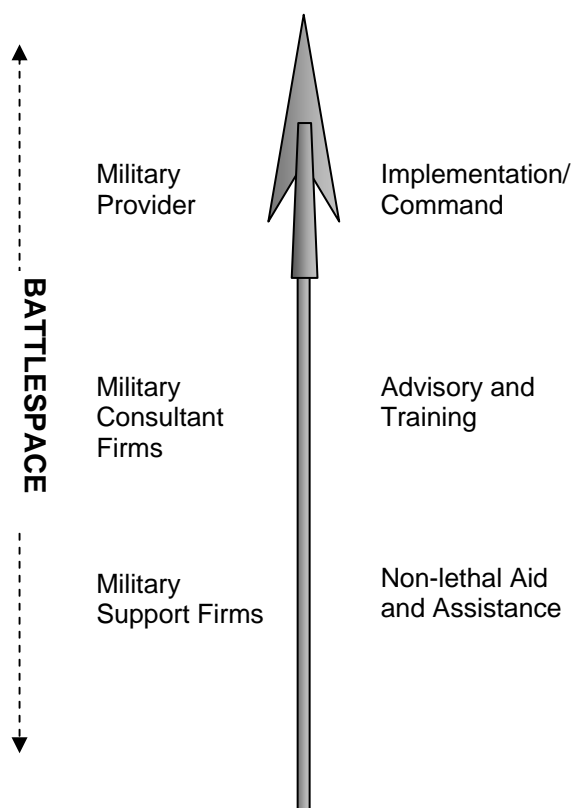 Military
Provider
Implementation/
Command
BATTLESPACE
Military
Consultant
Firms
Advisory and
Training
Military
Support Firms
Non-lethal Aid
and Assistance